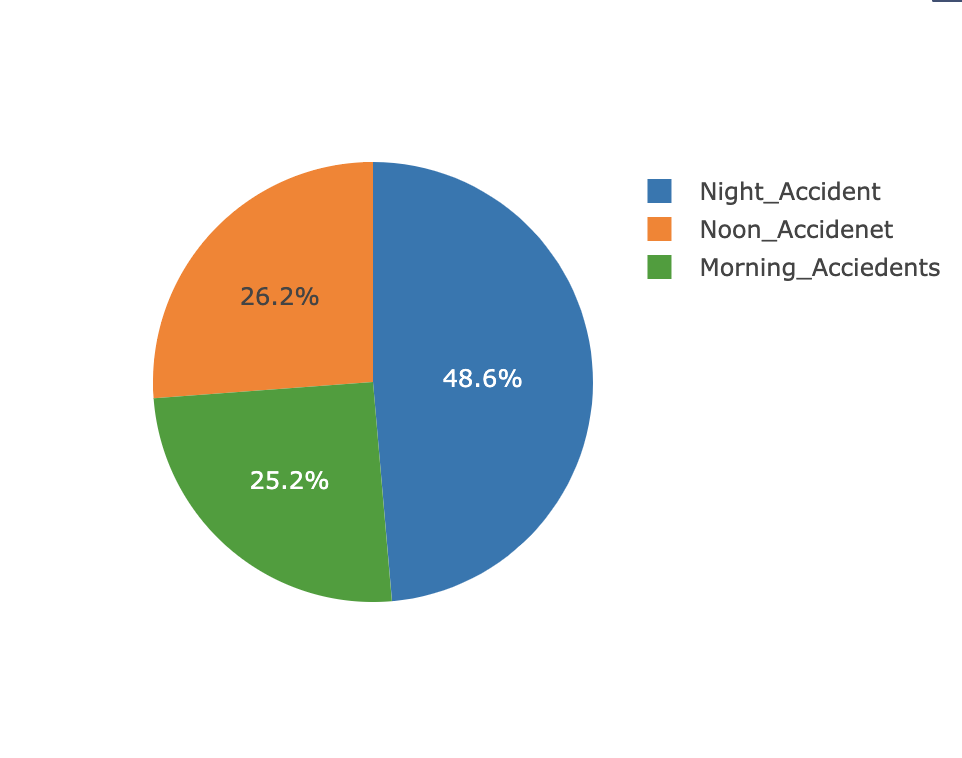 Night_Accident
Noon_Accidenet
Morning_Acciedents
26.2%
48.6%
25.2%